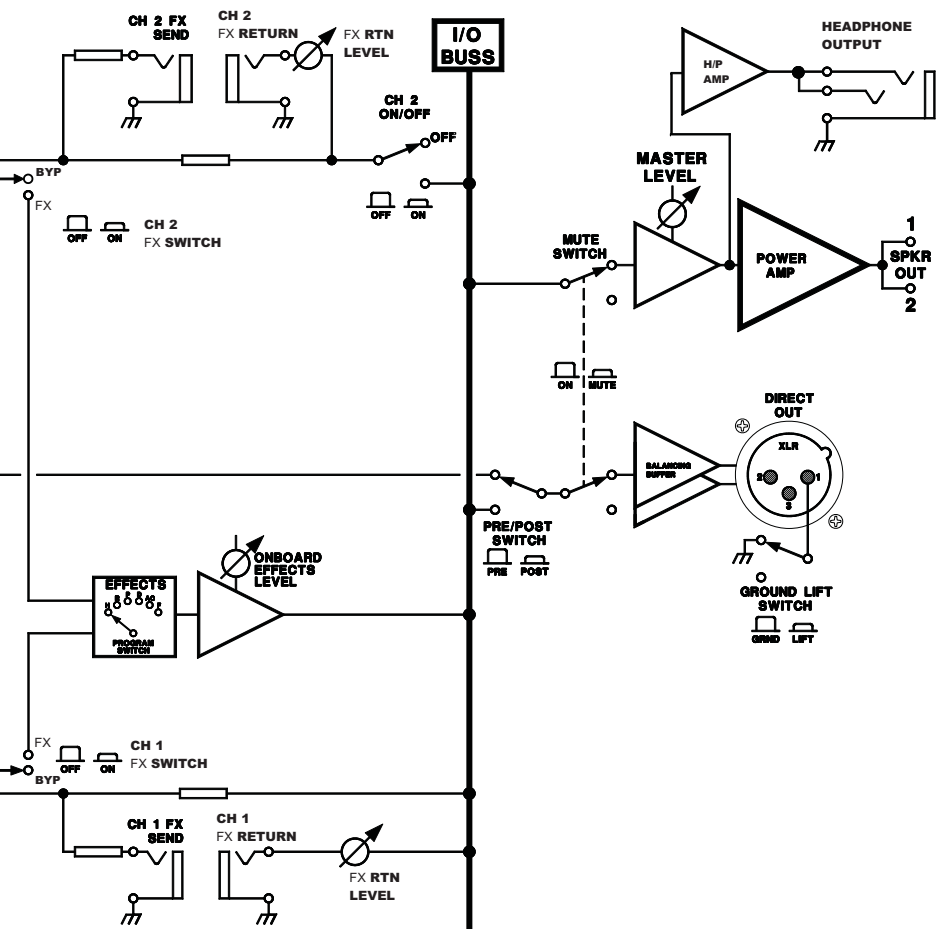 CH 2 FX
SEND
CH 2
FX RETURN
FX RTN
LEVEL
I/O
BUSS
HEADPHONE
OUTPUT
H/P
AMP
CH 2
ON/OFF
OFF
BYP
FX
OFF ON
CH 2
FX SWITCH
OFF ON
MASTER
LEVEL
MUTE
SWITCH
POWER
AMP
1
SPKR
OUT
2
ON MUTE
DIRECT
OUT
XLR
2 1
3
BALANCING
BUFFER
PRE/POST
SWITCH
PRE POST
GROUND LIFT
SWITCH
GRND LIFT
ONBOARD
EFFECTS
LEVEL
EFFECTS
PROGRAM
SWITCH
FX
BYP
OFF ON
CH 1
FX SWITCH
CH 1 FX
SEND
CH 1
FX RETURN
FX RTN
LEVEL